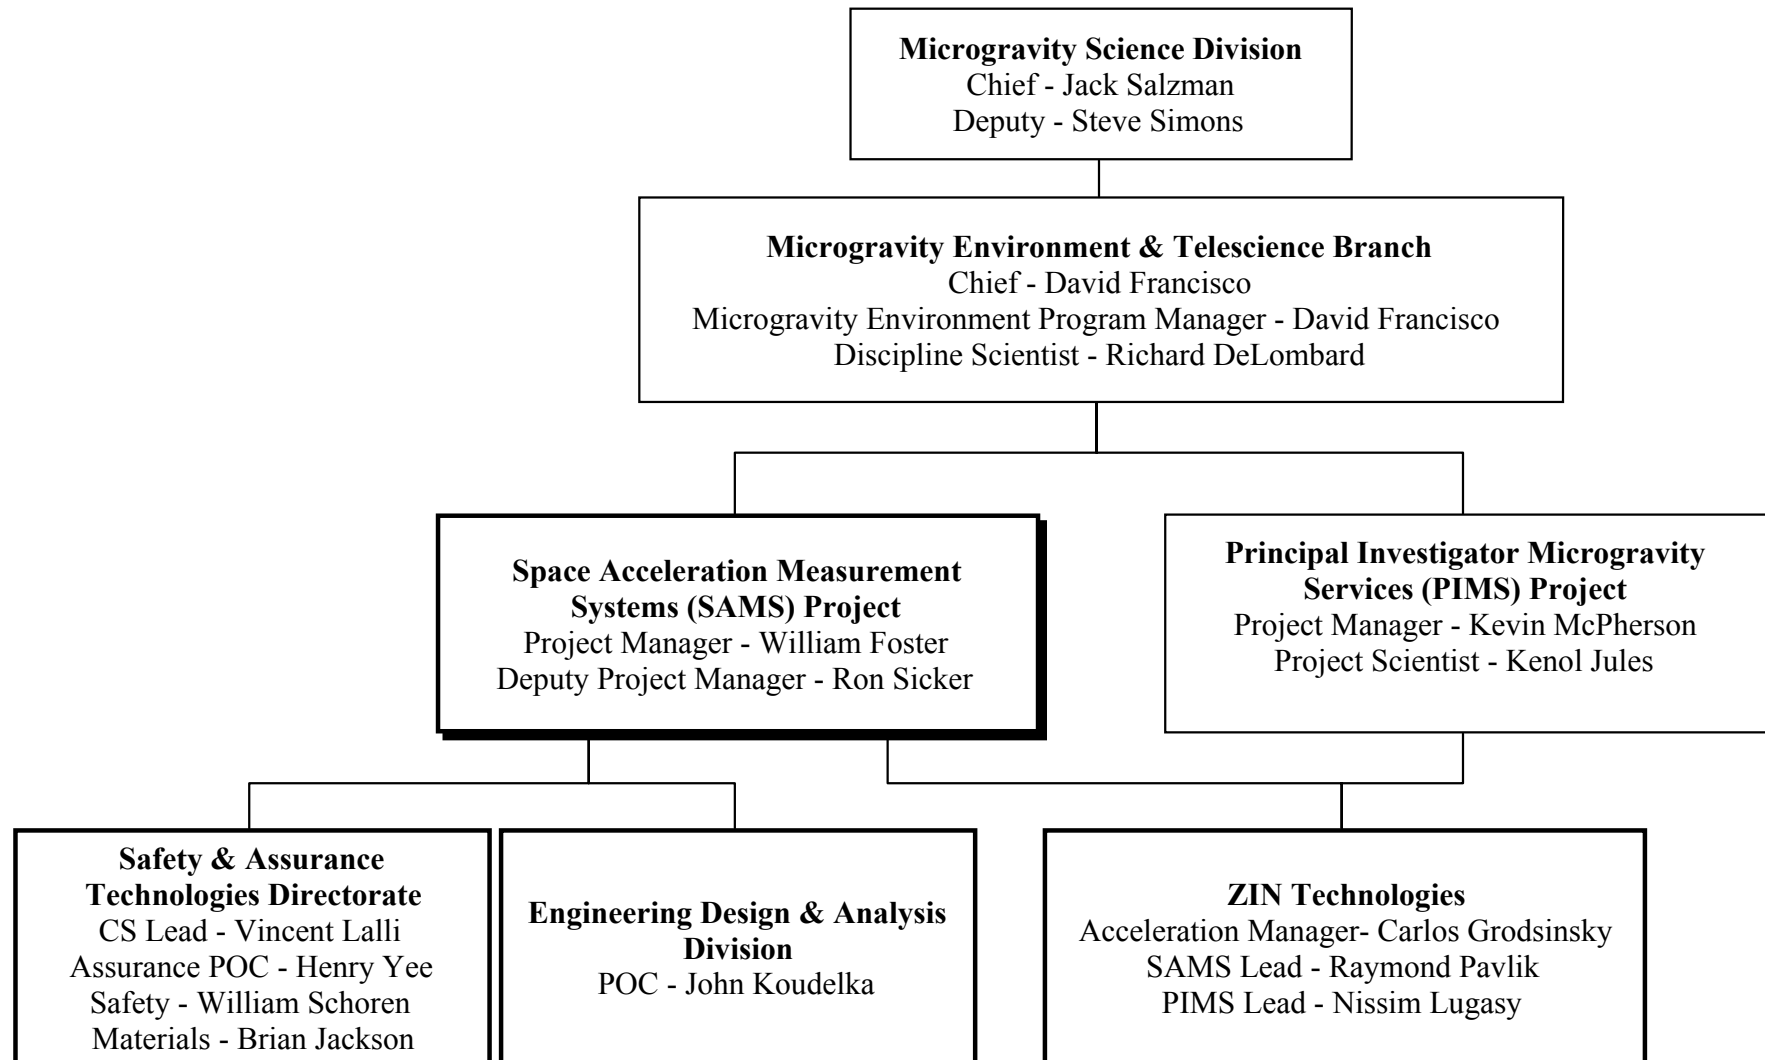 Microgravity Science Division
Chief - Jack Salzman
Deputy - Steve Simons
Microgravity Environment & Telescience Branch
Chief - David Francisco
Microgravity Environment Program Manager - David Francisco
Discipline Scientist - Richard DeLombard
Space Acceleration Measurement
Systems (SAMS) Project
Project Manager - William Foster
Deputy Project Manager - Ron Sicker
Principal Investigator Microgravity
Services (PIMS) Project
Project Manager - Kevin McPherson
Project Scientist - Kenol Jules
Safety & Assurance
Technologies Directorate
CS Lead - Vincent Lalli
Assurance POC - Henry Yee
Safety - William Schoren
Materials - Brian Jackson
Engineering Design & Analysis
Division
POC - John Koudelka
ZIN Technologies
Acceleration Manager- Carlos Grodsinsky
SAMS Lead - Raymond Pavlik
PIMS Lead - Nissim Lugasy